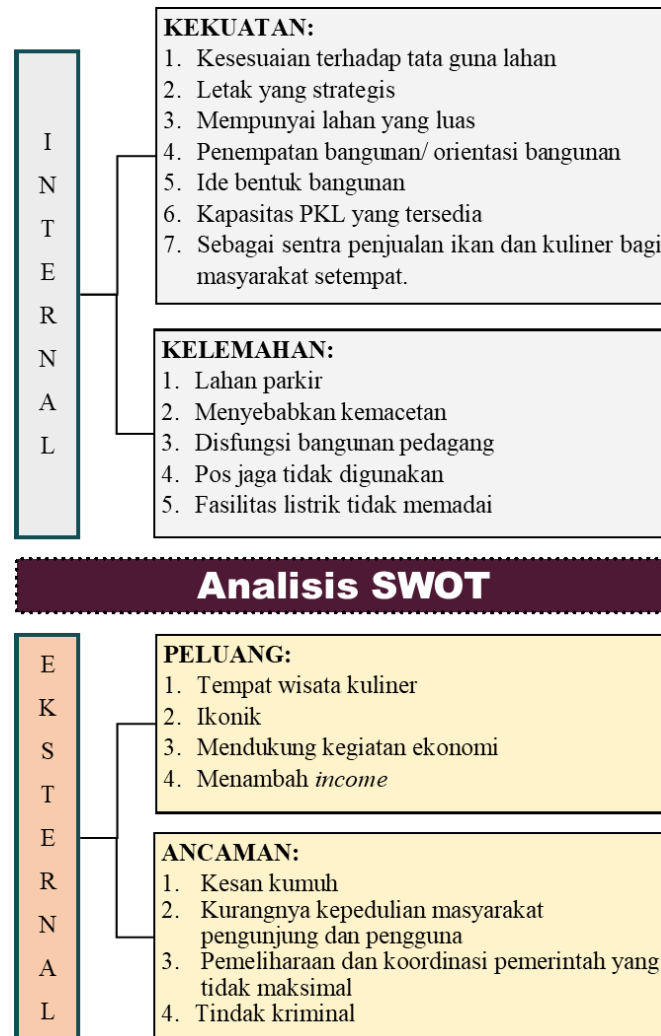 INTERNAL
KEKUATAN:
1. Kesesuaian terhadap tata guna lahan
2. Letak yang strategis
3. Mempunyai lahan yang luas
4. Penempatan bangunan/ orientasi bangunan
5. Ide bentuk bangunan
6. Kapasitas PKL yang tersedia
7. Sebagai sentra penjualan ikan dan kuliner bagi
masyarakat setempat.
KELEMAHAN:
1. Lahan parkir
2. Menyebabkan kemacetan
3. Disfungsi bangunan pedagang
4. Pos jaga tidak digunakan
5. Fasilitas listrik tidak memadai
Analisis SWOT
EKSTERNAL
PELUANG:
1. Tempat wisata kuliner
2. Ikonik
3. Mendukung kegiatan ekonomi
4. Menambah income
ANCAMAN:
1. Kesan kumuh
2. Kurangnya kepedulian masyarakat
pengunjung dan pengguna
3. Pemeliharaan dan koordinasi pemerintah yang
tidak maksimal
4. Tindak kriminal